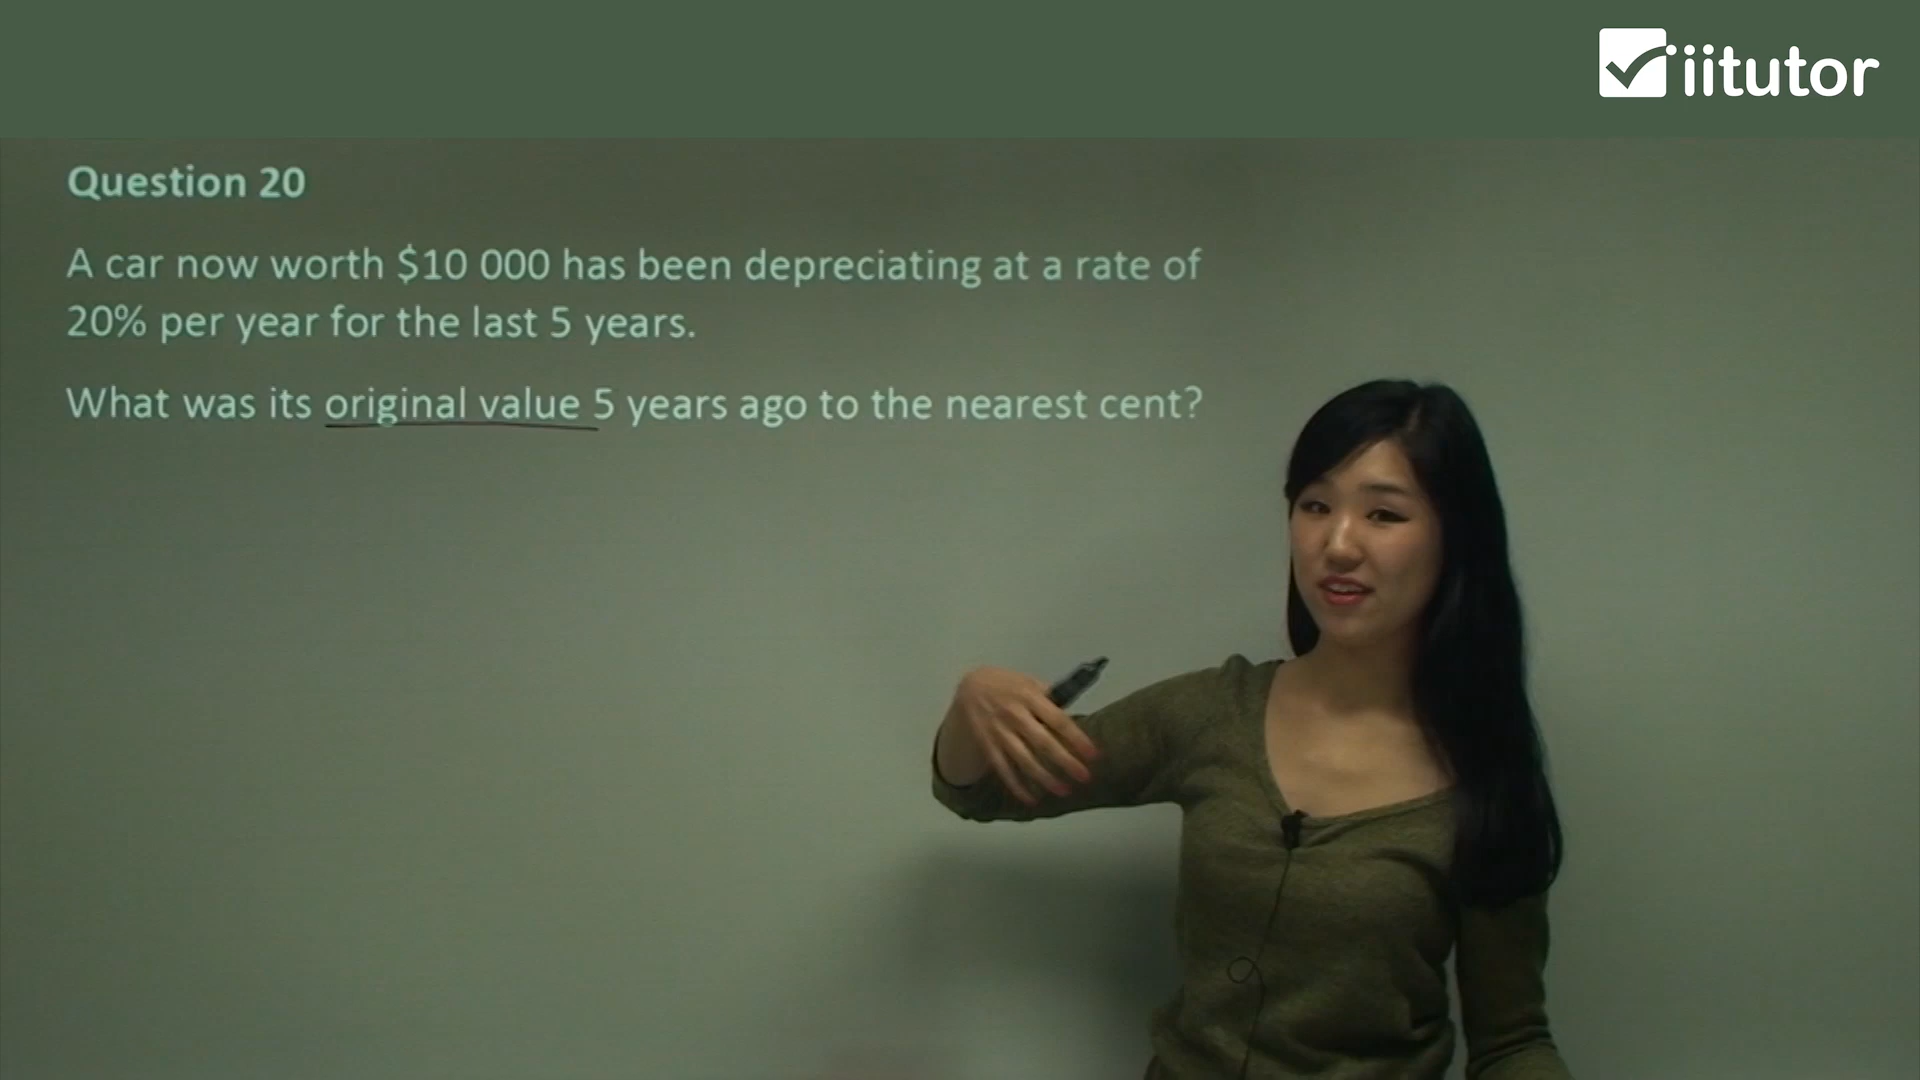 iitutor
Question 20
A car now worth $10 000 has been depreciating at a rate of
20% per year for the last 5 years.
What was its original value 5 years ago to the nearest cent?